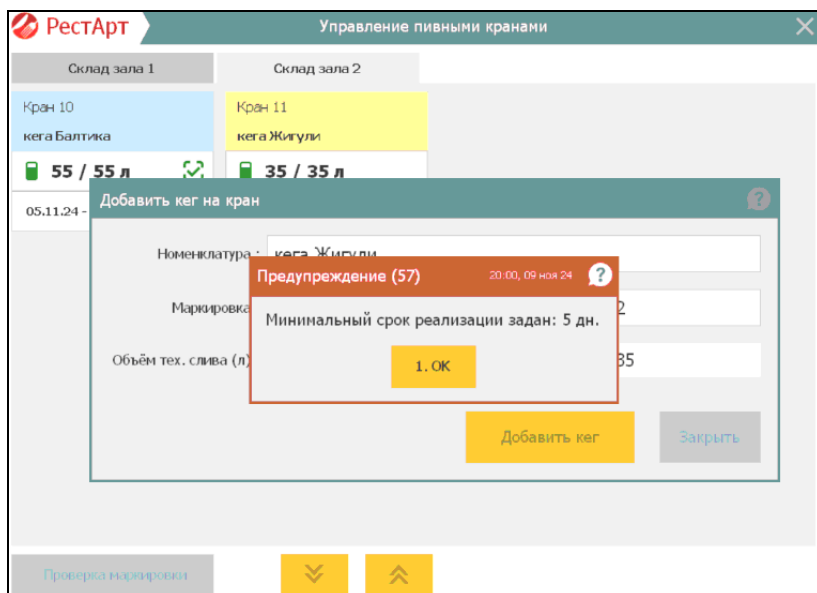 РестАрт
Управление пивными кранами
Склад зала 1
Склад зала 2
Кран 10
кега Балтика
Кран 11
кега Жигули
55 / 55 л
35 / 35 л
05.11.24 -
Добавить кег на кран
?
Номенклатура :
кега Жигули
Предупреждение (57)
20:00, 09 ноя 24
?
Маркировка
2
Минимальный срок реализации задан: 5 дн.
Объём тех. слива (л)
35
1. OK
Добавить кег
Закрыть
Проверка маркировки